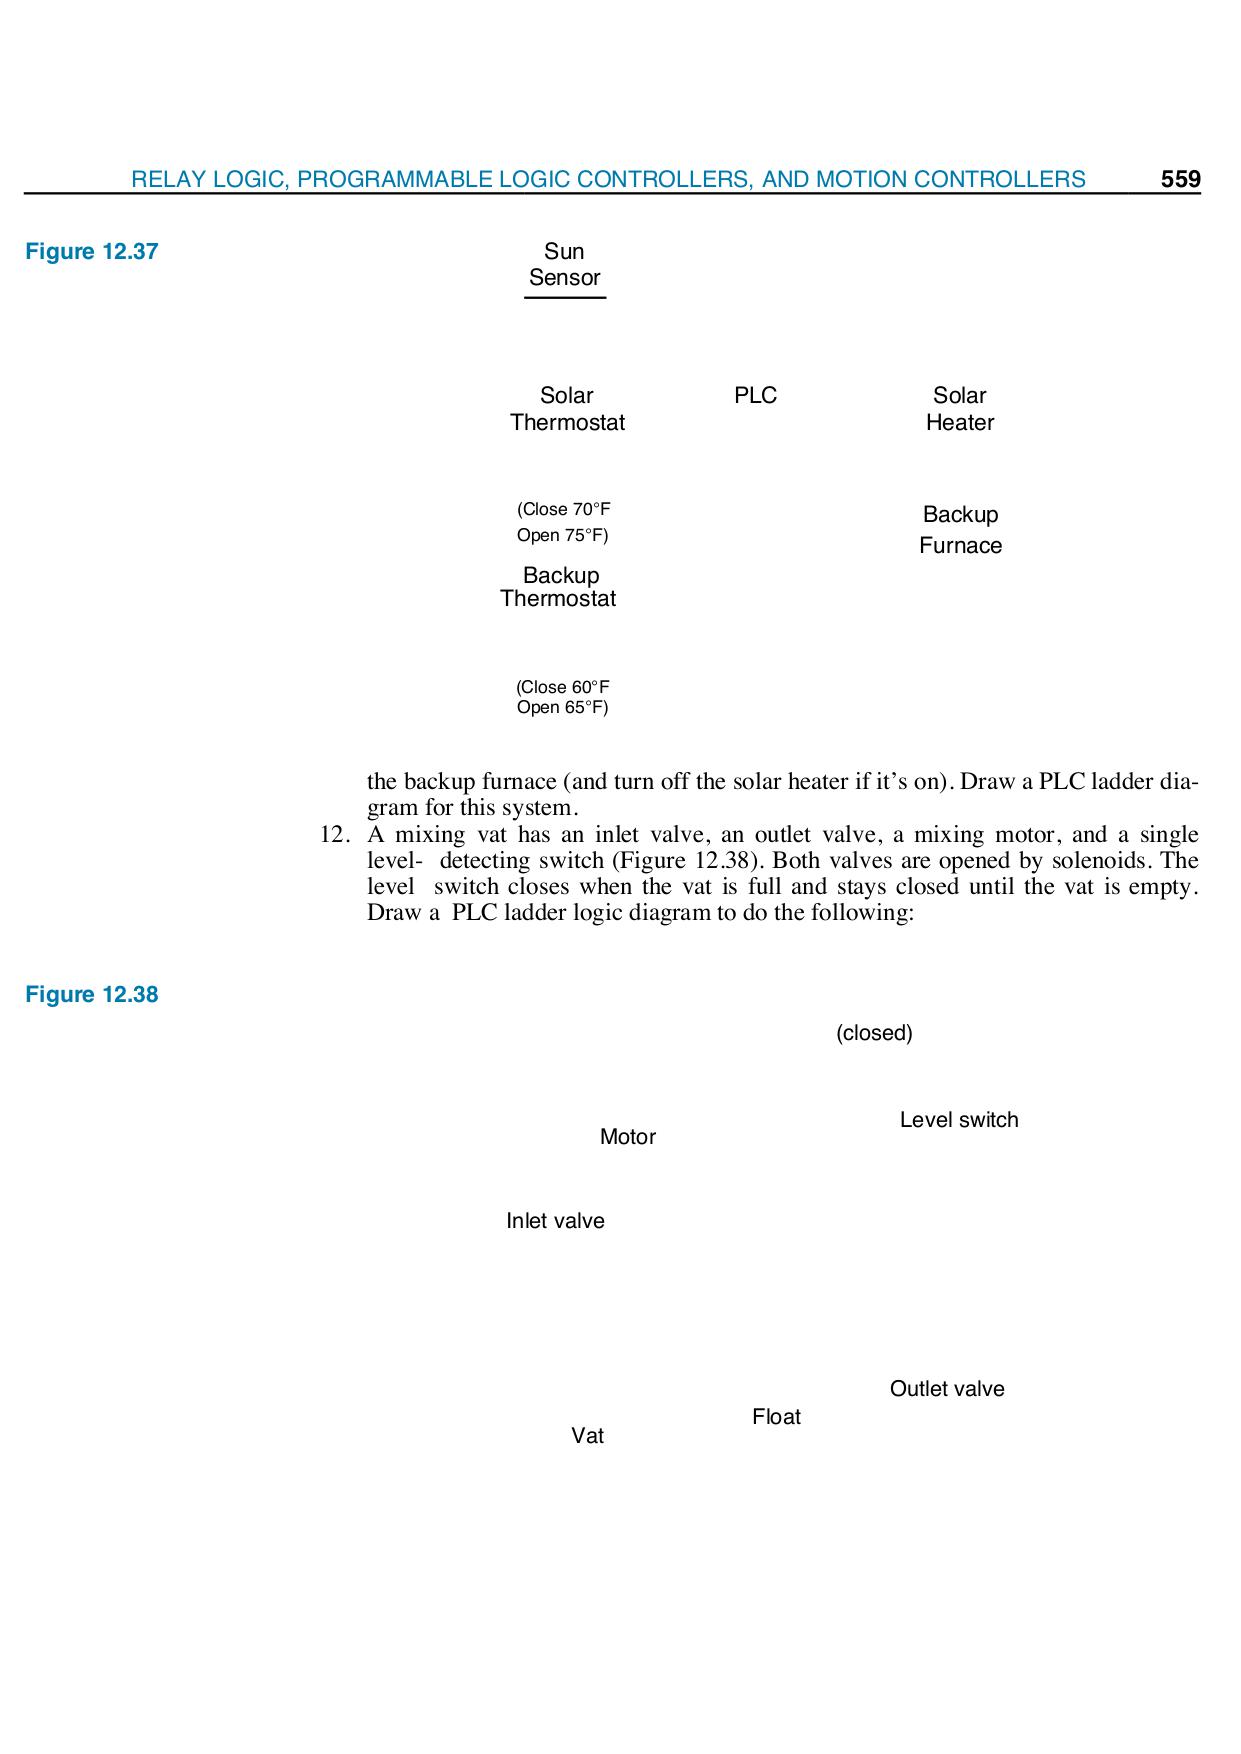 RELAY LOGIC, PROGRAMMABLE LOGIC CONTROLLERS, AND MOTION CONTROLLERS 559
Figure 12.37
Sun
Sensor
Solar
Thermostat
PLC
Solar
Heater
(Close 70°F
Open 75°F)
Backup
Furnace
Backup
Thermostat
(Close 60°F
Open 65°F)
the backup furnace (and turn off the solar heater if it’s on). Draw a PLC ladder dia-
gram for this system.
12. A mixing vat has an inlet valve, an outlet valve, a mixing motor, and a single
level- detecting switch (Figure 12.38). Both valves are opened by solenoids. The
level switch closes when the vat is full and stays closed until the vat is empty.
Draw a PLC ladder logic diagram to do the following:
Figure 12.38
(closed)
Level switch
Motor
Inlet valve
Outlet valve
Float
Vat